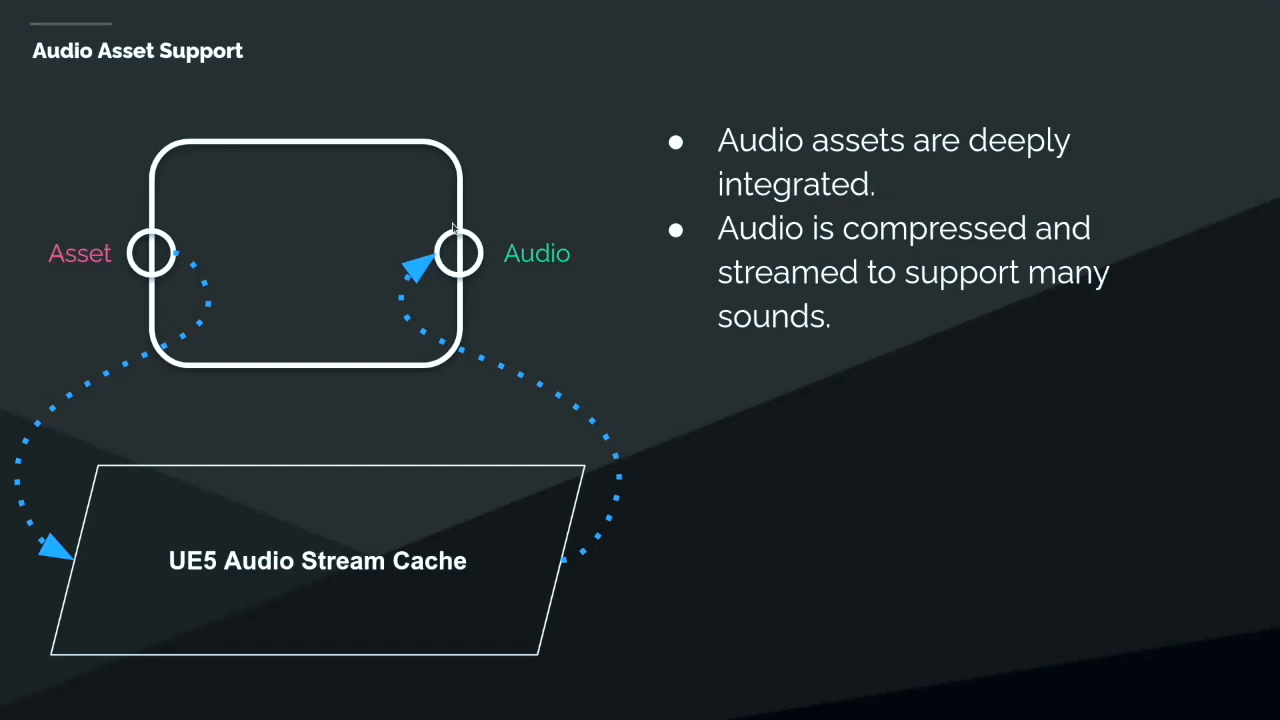 Audio Asset Support
Asset
Audio
● Audio assets are deeply
integrated.
● Audio is compressed and
streamed to support many
sounds.
UE5 Audio Stream Cache